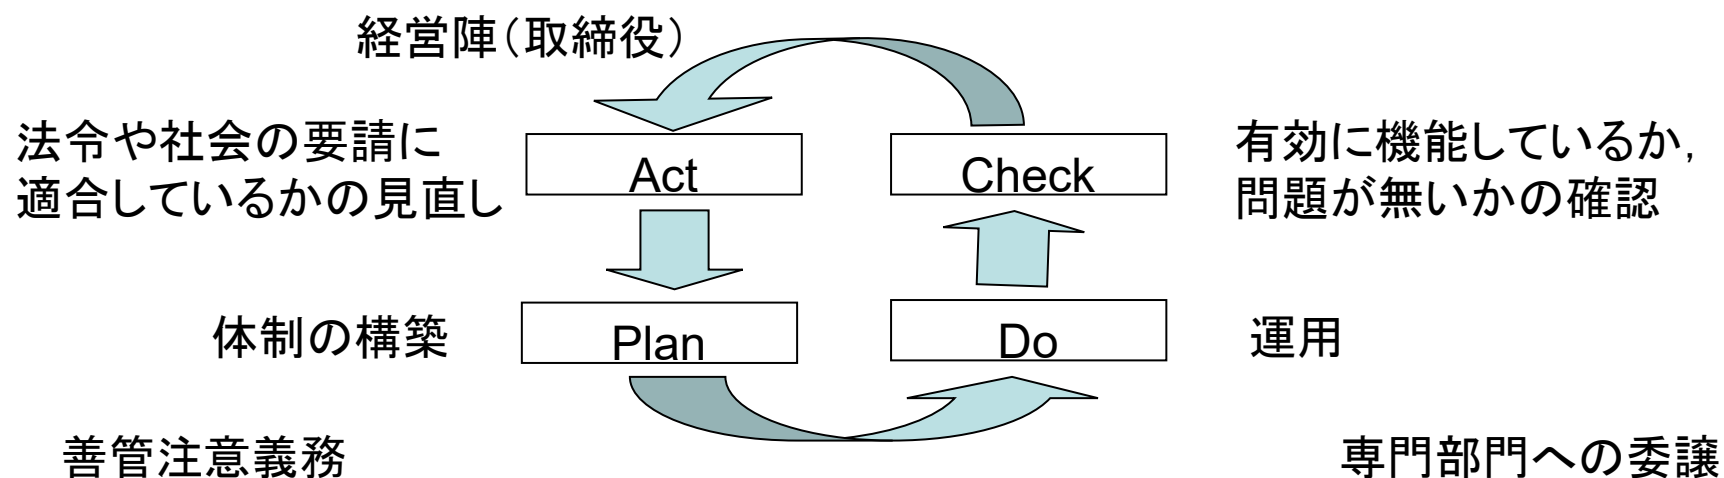 経営陣（取締役）
法令や社会の要請に
適合しているかの見直し
Act
Check
有効に機能しているか，
問題が無いかの確認
体制の構築
Plan
Do
運用
善管注意義務
専門部門への委譲